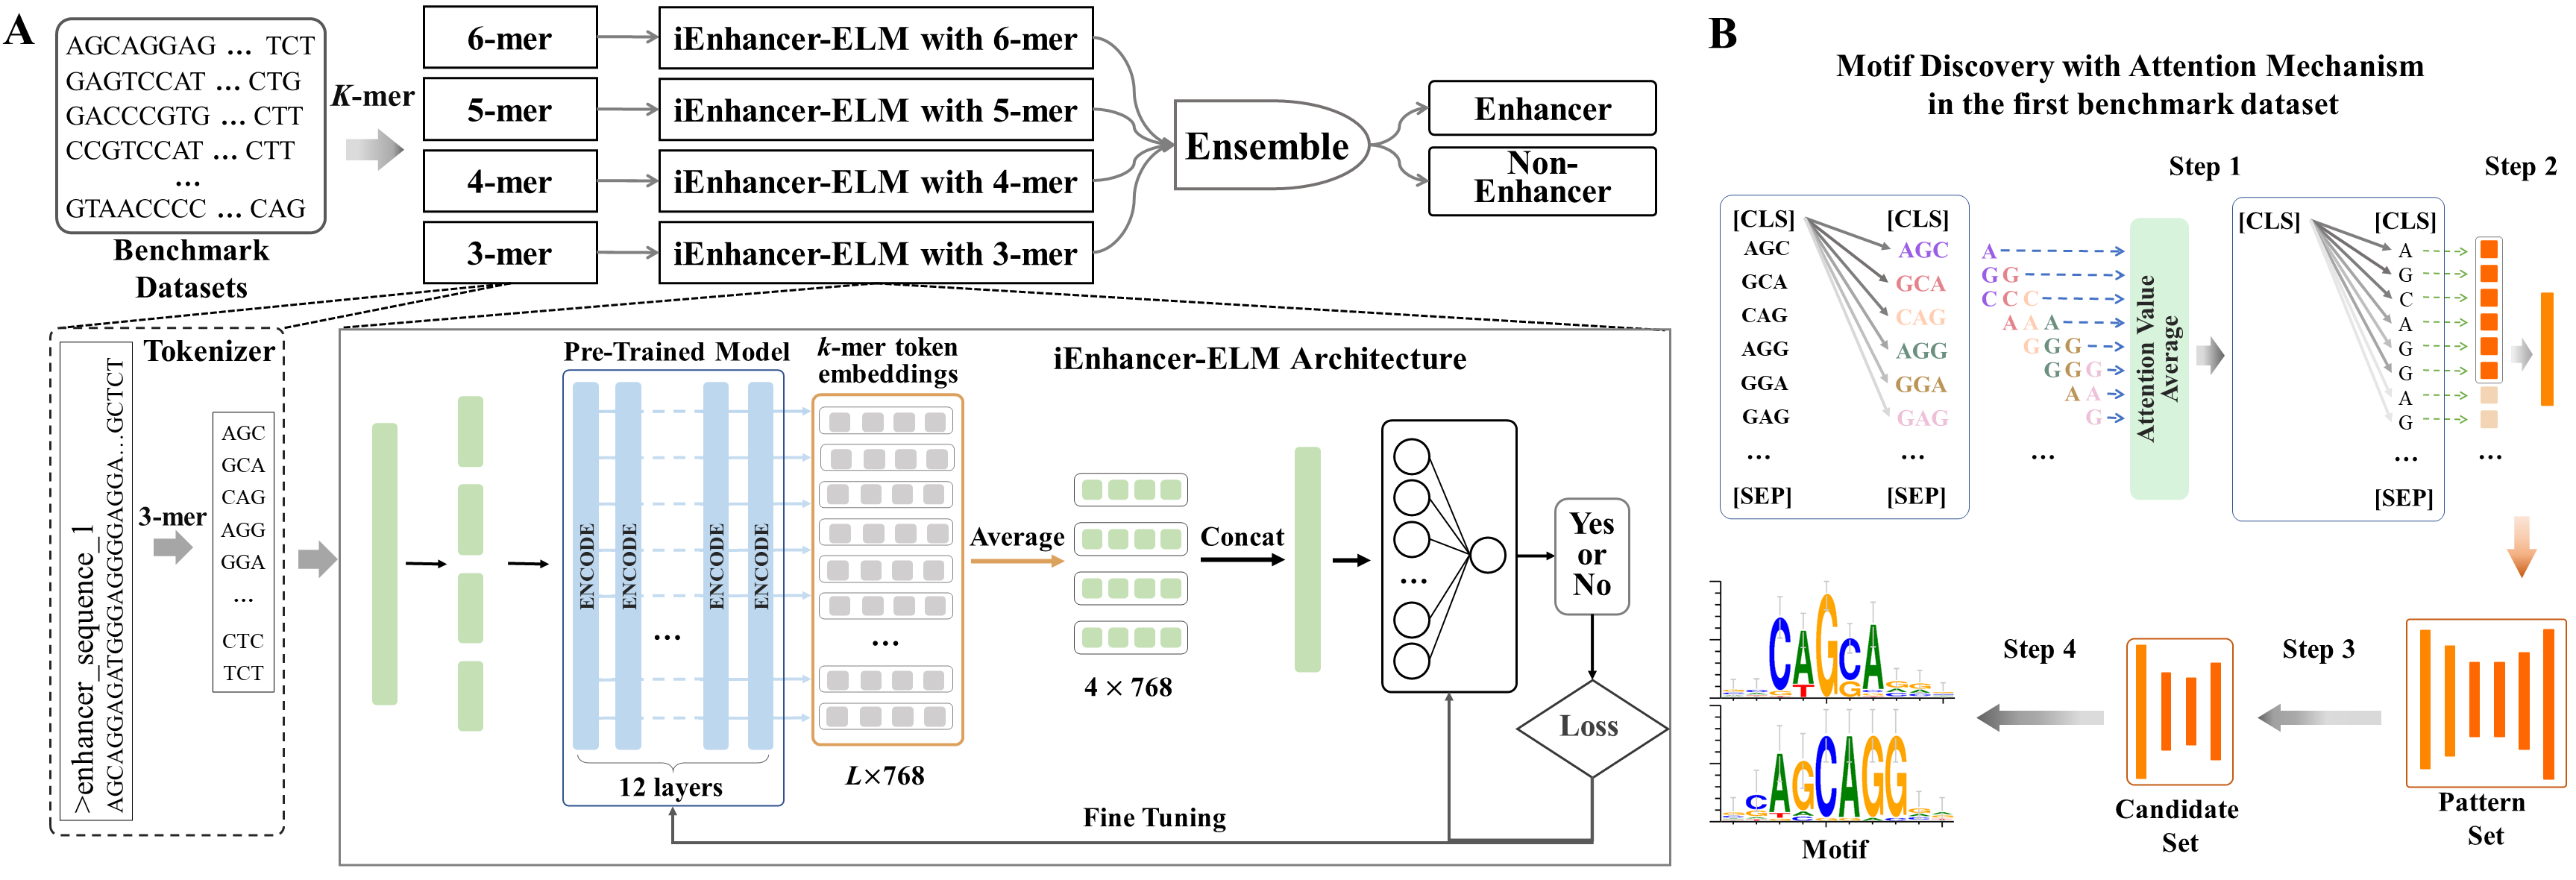 A
AGCAGGAG ... TCT
GAGTCCAT ... CTG
GACCCGTG ... CTT
CCGTCCAT ... CTT
...
GTAACCCC ... CAG
Benchmark
Datasets
K-mer
6-mer
iEnhancer-ELM with 6-mer
5-mer
iEnhancer-ELM with 5-mer
4-mer
iEnhancer-ELM with 4-mer
3-mer
iEnhancer-ELM with 3-mer
Ensemble
Enhancer
Non-
Enhancer
Tokenizer
>enhancer_sequence_1
AGCAGGAGATGGGAGGGGAGGA...GCTCT
3-mer
AGC
GCA
CAG
AGG
GGA
...
CTC
TCT
iEnhancer-ELM Architecture
Pre-Trained Model
ENCODE
ENCODE
...
ENCODE
ENCODE
12 layers
k-mer token
embeddings
...
L×768
Average
4 × 768
Concat
...
Yes
or
No
Loss
Fine Tuning
B
Motif Discovery with Attention Mechanism
in the first benchmark dataset
Step 1
[CLS]
AGC
GCA
CAG
AGG
GGA
GAG
...
[SEP]
[CLS]
AGC
GCA
CAG
AGG
GGA
GAG
...
[SEP]
A
G G
C C C
A A A
G G G
G G G
A A
G
...
Attention Value
Average
[CLS]
[CLS]
A
G
C
A
G
G
A
G
...
[SEP]
Step 2
...
Pattern
Set
Step 3
Candidate
Set
Step 4
CAGCA
T G
CAGCAGG
Motif